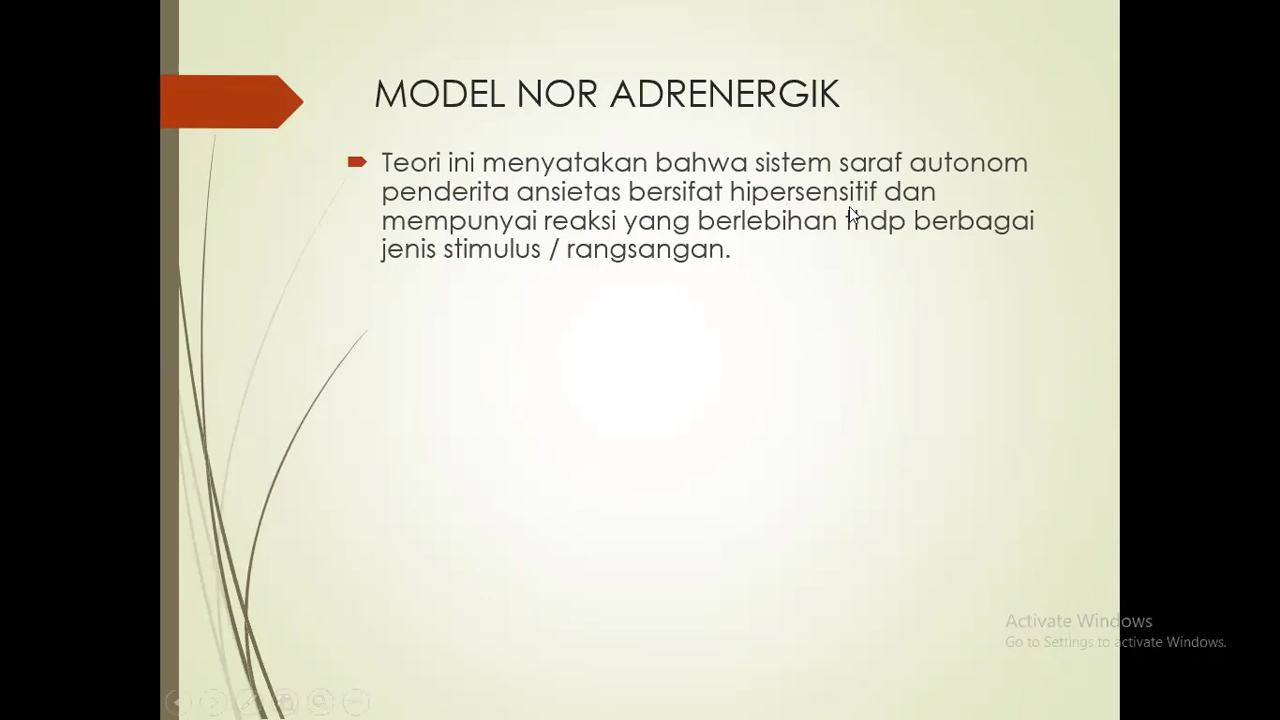 MODEL NOR ADRENERGIK
Teori ini menyatakan bahwa sistem saraf autonom
penderita ansietas bersifat hipersensitif dan
mempunyai reaksi yang berlebihan thdp berbagai
jenis stimulus / rangsangan.
Activate Windows
Go to Settings to activate Windows.